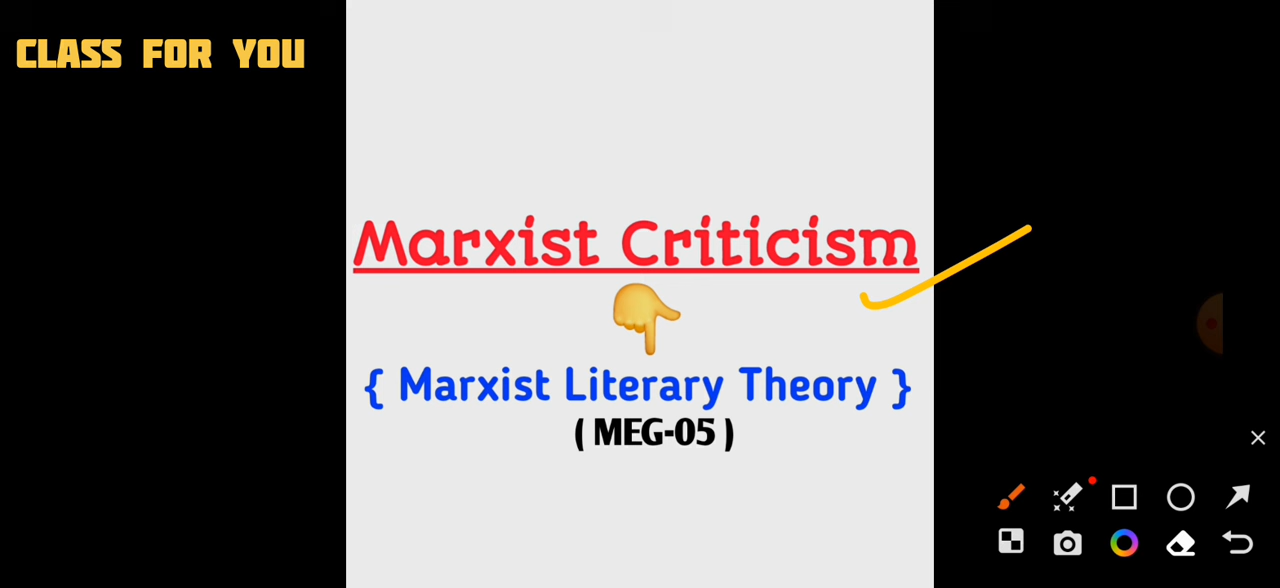 CLASS FOR YOU
Marxist Criticism
{ Marxist Literary Theory }
( MEG-05 )